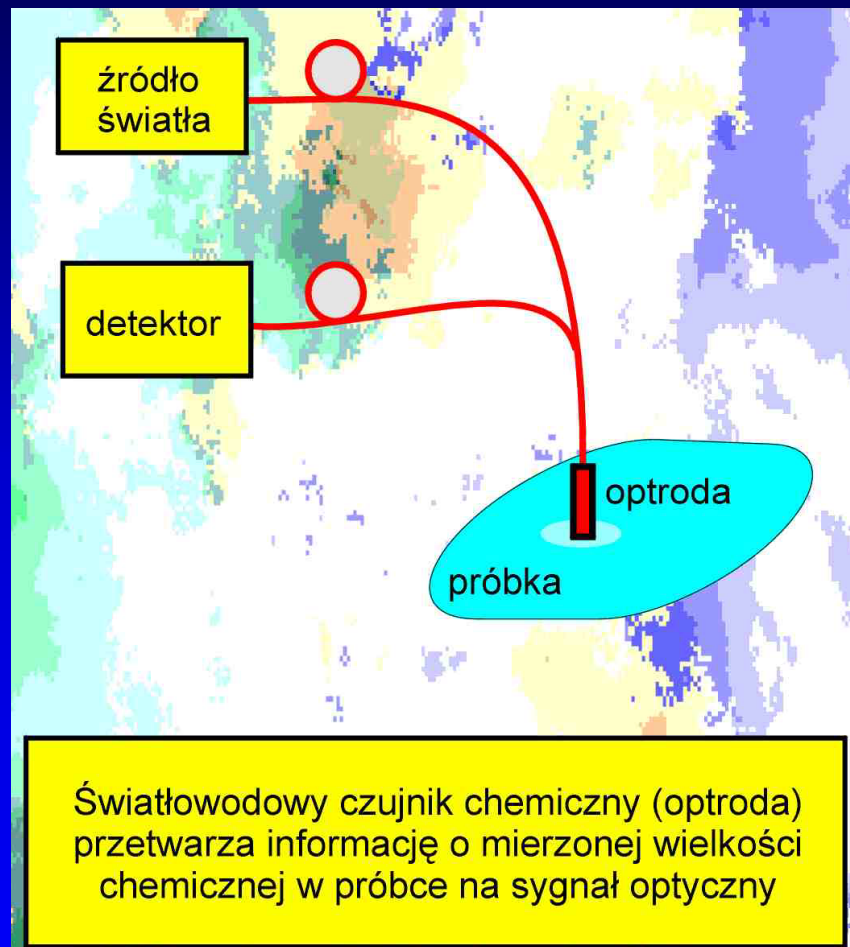 źródło
światła
detektor
optroda
próbka
Światłowodowy czujnik chemiczny (optroda)
przetwarza informację o mierzonej wielkości
chemicznej w próbce na sygnał optyczny